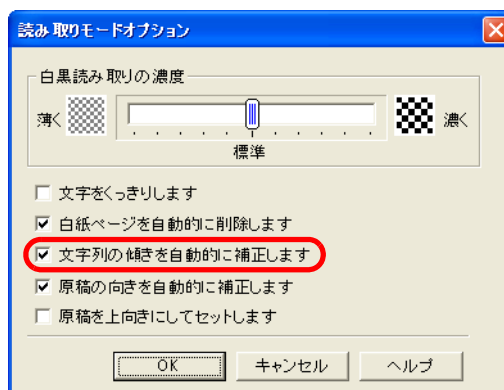 読み取りモードオプション
白黒読み取りの濃度
薄く 濃く
標準
文字をくっきりします
白紙ページを自動的に削除します
文字列の傾きを自動的に補正します
原稿の向きを自動的に補正します
原稿を上向きにしてセットします
OK キャンセル ヘルプ